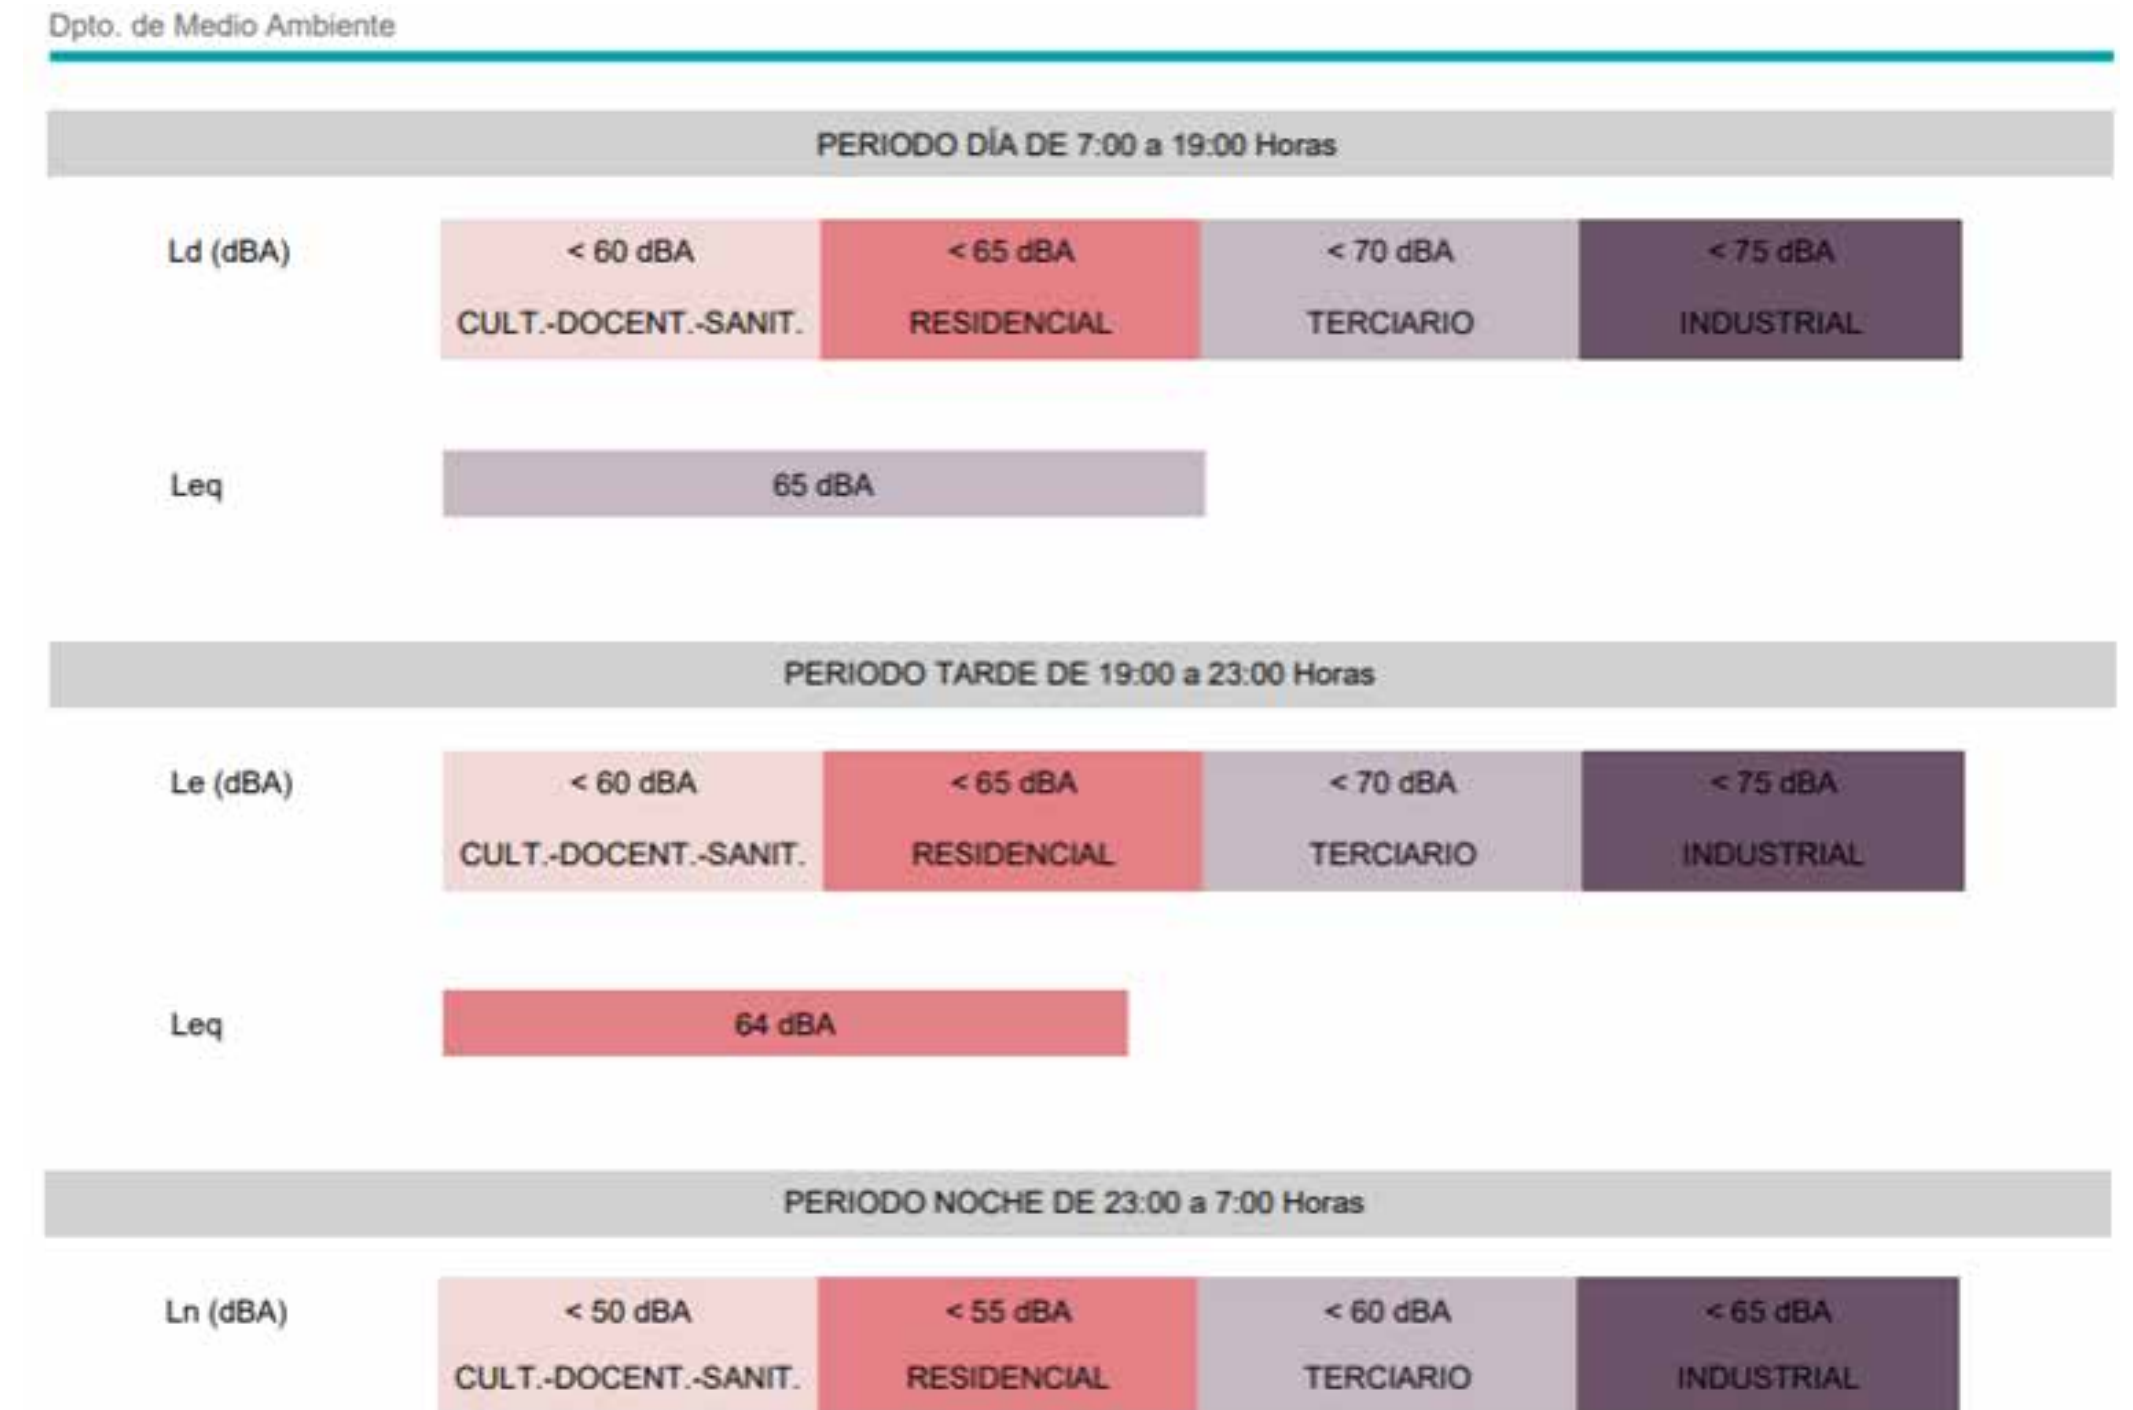 Dpto. de Medio Ambiente
PERIODO DÍA DE 7:00 a 19:00 Horas
Ld (dBA) < 60 dBA < 65 dBA < 70 dBA < 75 dBA
CULT.-DOCENT.-SANIT. RESIDENCIAL TERCIARIO INDUSTRIAL
Leq 65 dBA
PERIODO TARDE DE 19:00 a 23:00 Horas
Le (dBA) < 60 dBA < 65 dBA < 70 dBA < 75 dBA
CULT.-DOCENT.-SANIT. RESIDENCIAL TERCIARIO INDUSTRIAL
Leq 64 dBA
PERIODO NOCHE DE 23:00 a 7:00 Horas
Ln (dBA) < 50 dBA < 55 dBA < 60 dBA < 65 dBA
CULT.-DOCENT.-SANIT. RESIDENCIAL TERCIARIO INDUSTRIAL